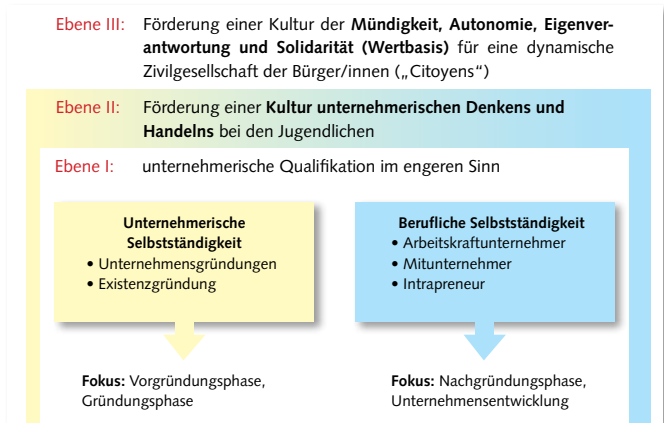 Ebene III: Förderung einer Kultur der Mündigkeit, Autonomie, Eigenver-
antwortung und Solidarität (Wertbasis) für eine dynamische
Zivilgesellschaft der Bürger/innen („Citoyens“)
Ebene II: Förderung einer Kultur unternehmerischen Denkens und
Handelns bei den Jugendlichen
Ebene I: unternehmerische Qualifikation im engeren Sinn
Unternehmerische
Selbstständigkeit
• Unternehmensgründungen
• Existenzgründung
Berufliche Selbstständigkeit
• Arbeitskraftunternehmer
• Mitunternehmer
• Intrapreneur
Fokus: Vorgründungsphase,
Gründungsphase
Fokus: Nachgründungsphase,
Unternehmensentwicklung